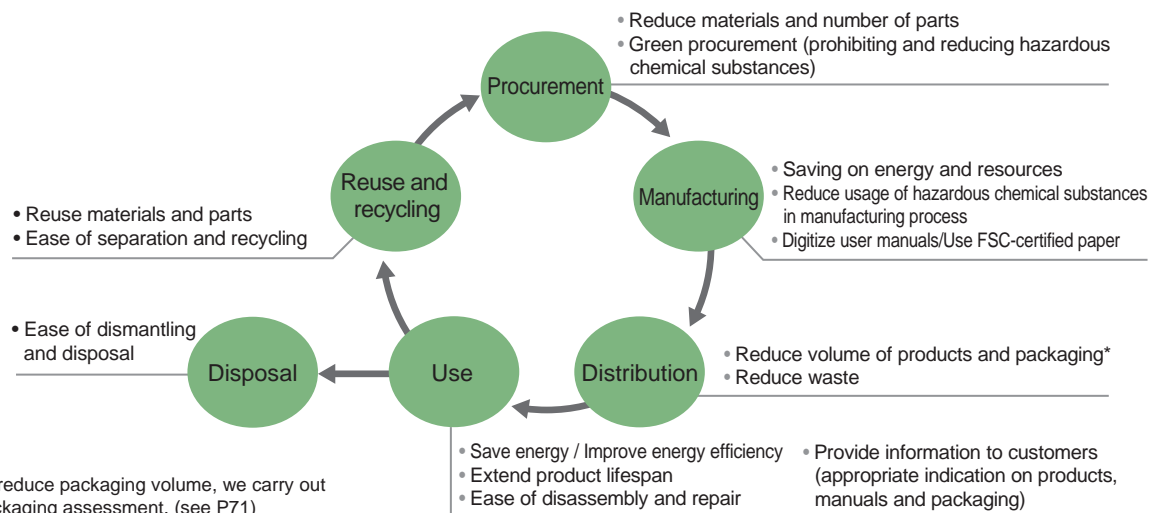 • Reduce materials and number of parts
• Green procurement (prohibiting and reducing hazardous
chemical substances)
Procurement
• Saving on energy and resources
• Reduce usage of hazardous chemical substances
in manufacturing process
• Digitize user manuals/Use FSC-certified paper
Manufacturing
Reuse and
recycling
• Reuse materials and parts
• Ease of separation and recycling
• Ease of dismantling
and disposal
Disposal
Use
Distribution
• Reduce volume of products and packaging*
• Reduce waste
• Save energy / Improve energy efficiency
• Extend product lifespan
• Ease of disassembly and repair
• Provide information to customers
(appropriate indication on products,
manuals and packaging)
reduce packaging volume, we carry out
ckaging assessment. (see P71)